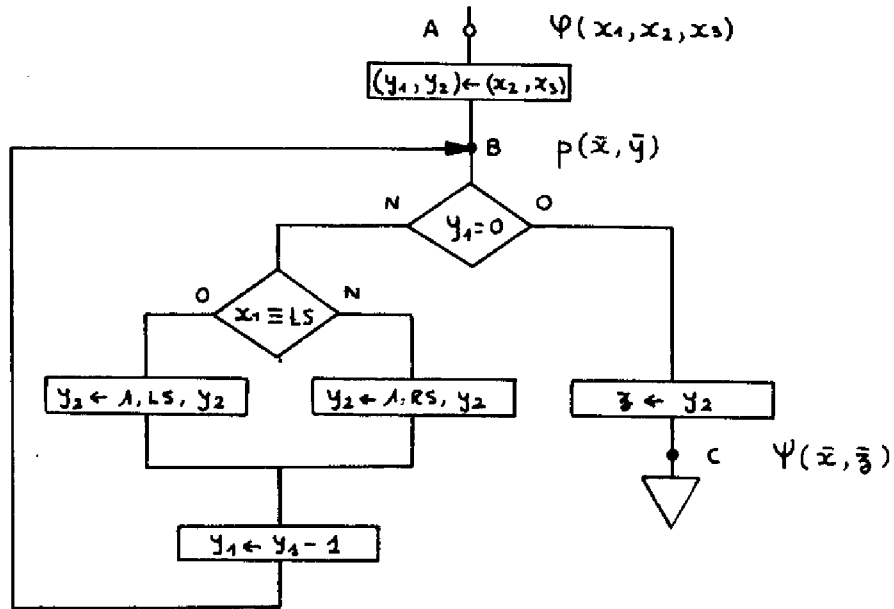 A φ(x1, x2, x3)
(y1, y2) ← (x2, x3)
B p(x̄, ȳ)
N y1=0 O
O x1 ≡ LS N
y2 ← 1, LS, y2
y2 ← 1, RS, y2
z ← y2
C Ψ(x̄, z̄)
y1 ← y1 - 1